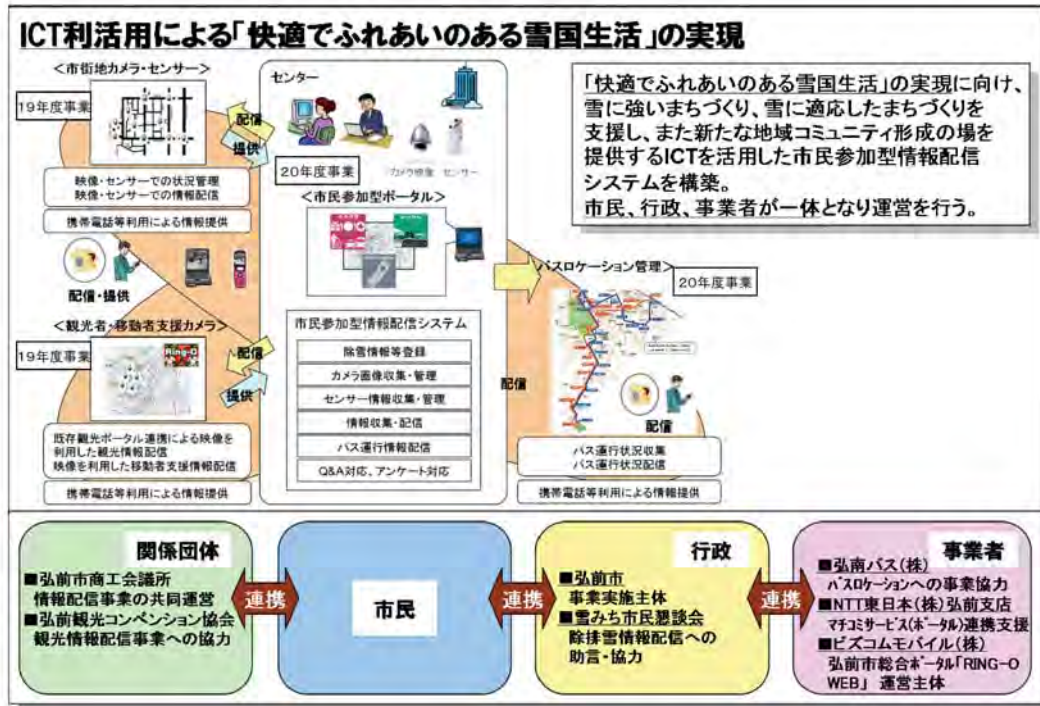 ICT利活用による「快適でふれあいのある雪国生活」の実現
<市街地カメラ・センサー>
19年度事業
映像・センサーでの状況管理
映像・センサーでの情報配信
携帯電話等利用による情報提供
配信・提供
<観光者・移動者支援カメラ>
19年度事業
Ring-O
既存観光ポータル連携による映像を
利用した観光情報配信
映像を利用した移動者支援情報配信
携帯電話等利用による情報提供
配信
提供
配信
提供
センター
カメラ映像 センサー
20年度事業
<市民参加型ポータル>
市民参加型情報配信システム
除雪情報等登録
カメラ画像収集・管理
センサー情報収集・管理
情報収集・配信
バス運行情報配信
Q&A対応、アンケート対応
「快適でふれあいのある雪国生活」の実現に向け、
雪に強いまちづくり、雪に適応したまちづくりを
支援し、また新たな地域コミュニティ形成の場を
提供するICTを活用した市民参加型情報配信
システムを構築。
市民、行政、事業者が一体となり運営を行う。
バスロケーション管理>
20年度事業
配信
配信
バス運行状況収集
バス運行状況配信
携帯電話等利用による情報提供
関係団体
■弘前市商工会議所
情報配信事業の共同運営
■弘前観光コンベンション協会
観光情報配信事業への協力
連携
市民
連携
行政
■弘前市
事業実施主体
■雪みち市民懇談会
除排雪情報配信への
助言・協力
連携
事業者
■弘南バス(株)
バスロケーションへの事業協力
■NTT東日本(株)弘前支店
マチコミサービス(ポータル)連携支援
■ビズコムモバイル(株)
弘前市総合ポータル「RING-O
WEB」 運営主体